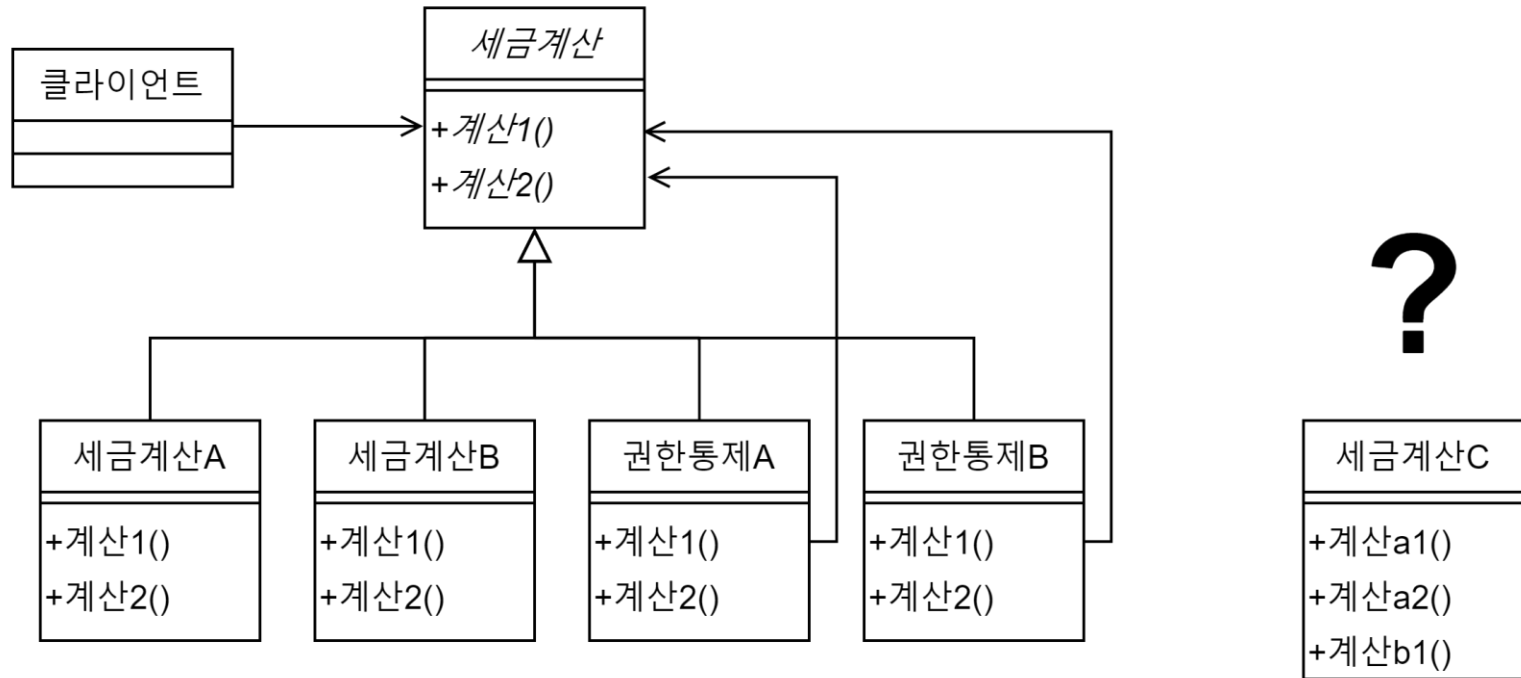 세금계산
클라이언트
+계산1()
+계산2()
?
세금계산A
+계산1()
+계산2()
세금계산B
+계산1()
+계산2()
권한통제A
+계산1()
+계산2()
권한통제B
+계산1()
+계산2()
세금계산C
+계산a1()
+계산a2()
+계산b1()